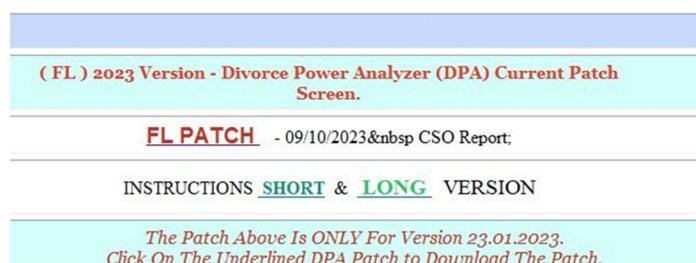 ( FL ) 2023 Version - Divorce Power Analyzer (DPA) Current Patch
Screen.
FL PATCH - 09/10/2023&nbsp CSO Report;
INSTRUCTIONS SHORT & LONG VERSION
The Patch Above Is ONLY For Version 23.01.2023.
Click On The Underlined DPA Patch to Download The Patch.